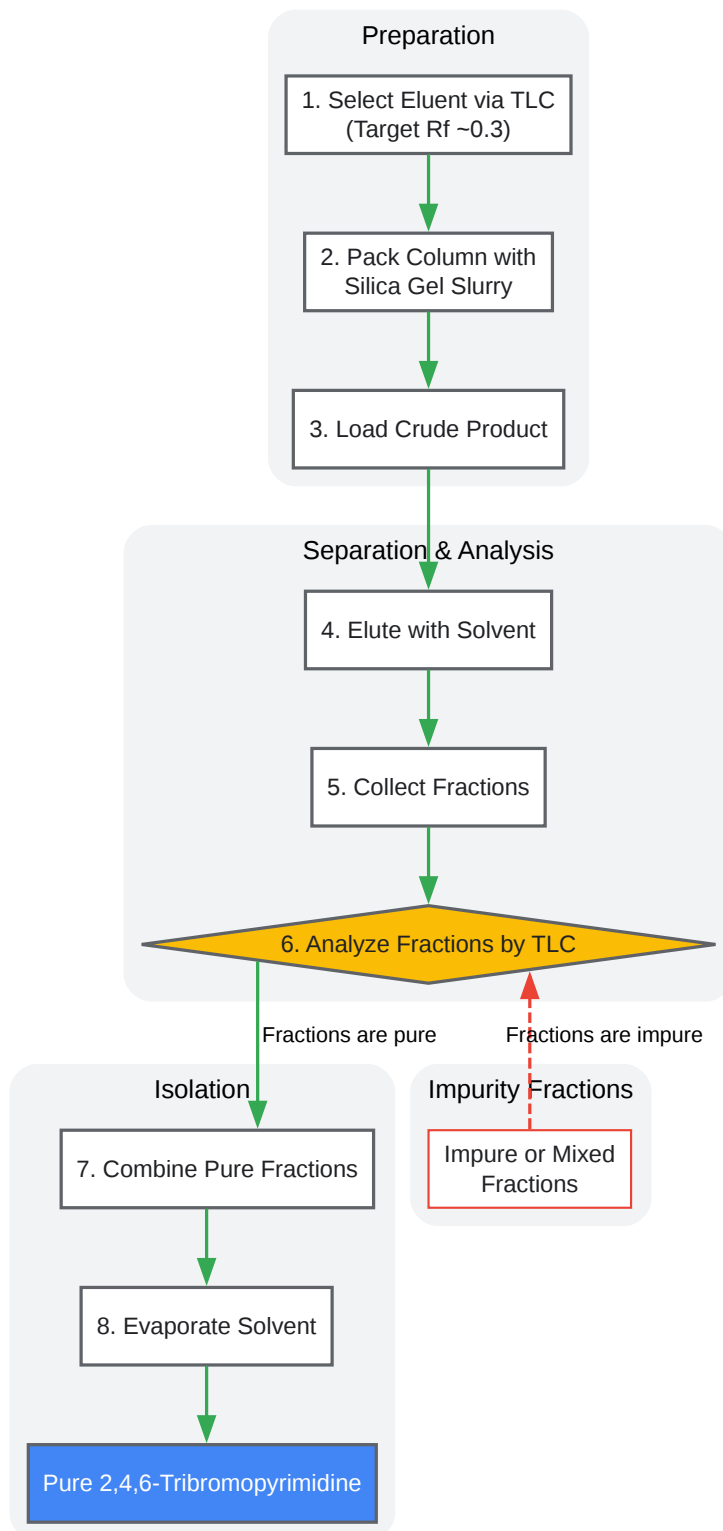 Preparation
1. Select Eluent via TLC
(Target Rf ~0.3)
2. Pack Column with
Silica Gel Slurry
3. Load Crude Product
Separation & Analysis
4. Elute with Solvent
5. Collect Fractions
6. Analyze Fractions by TLC
Fractions are pure
Fractions are impure
Isolation
7. Combine Pure Fractions
8. Evaporate Solvent
Pure 2,4,6-Tribromopyrimidine
Impurity Fractions
Impure or Mixed
Fractions